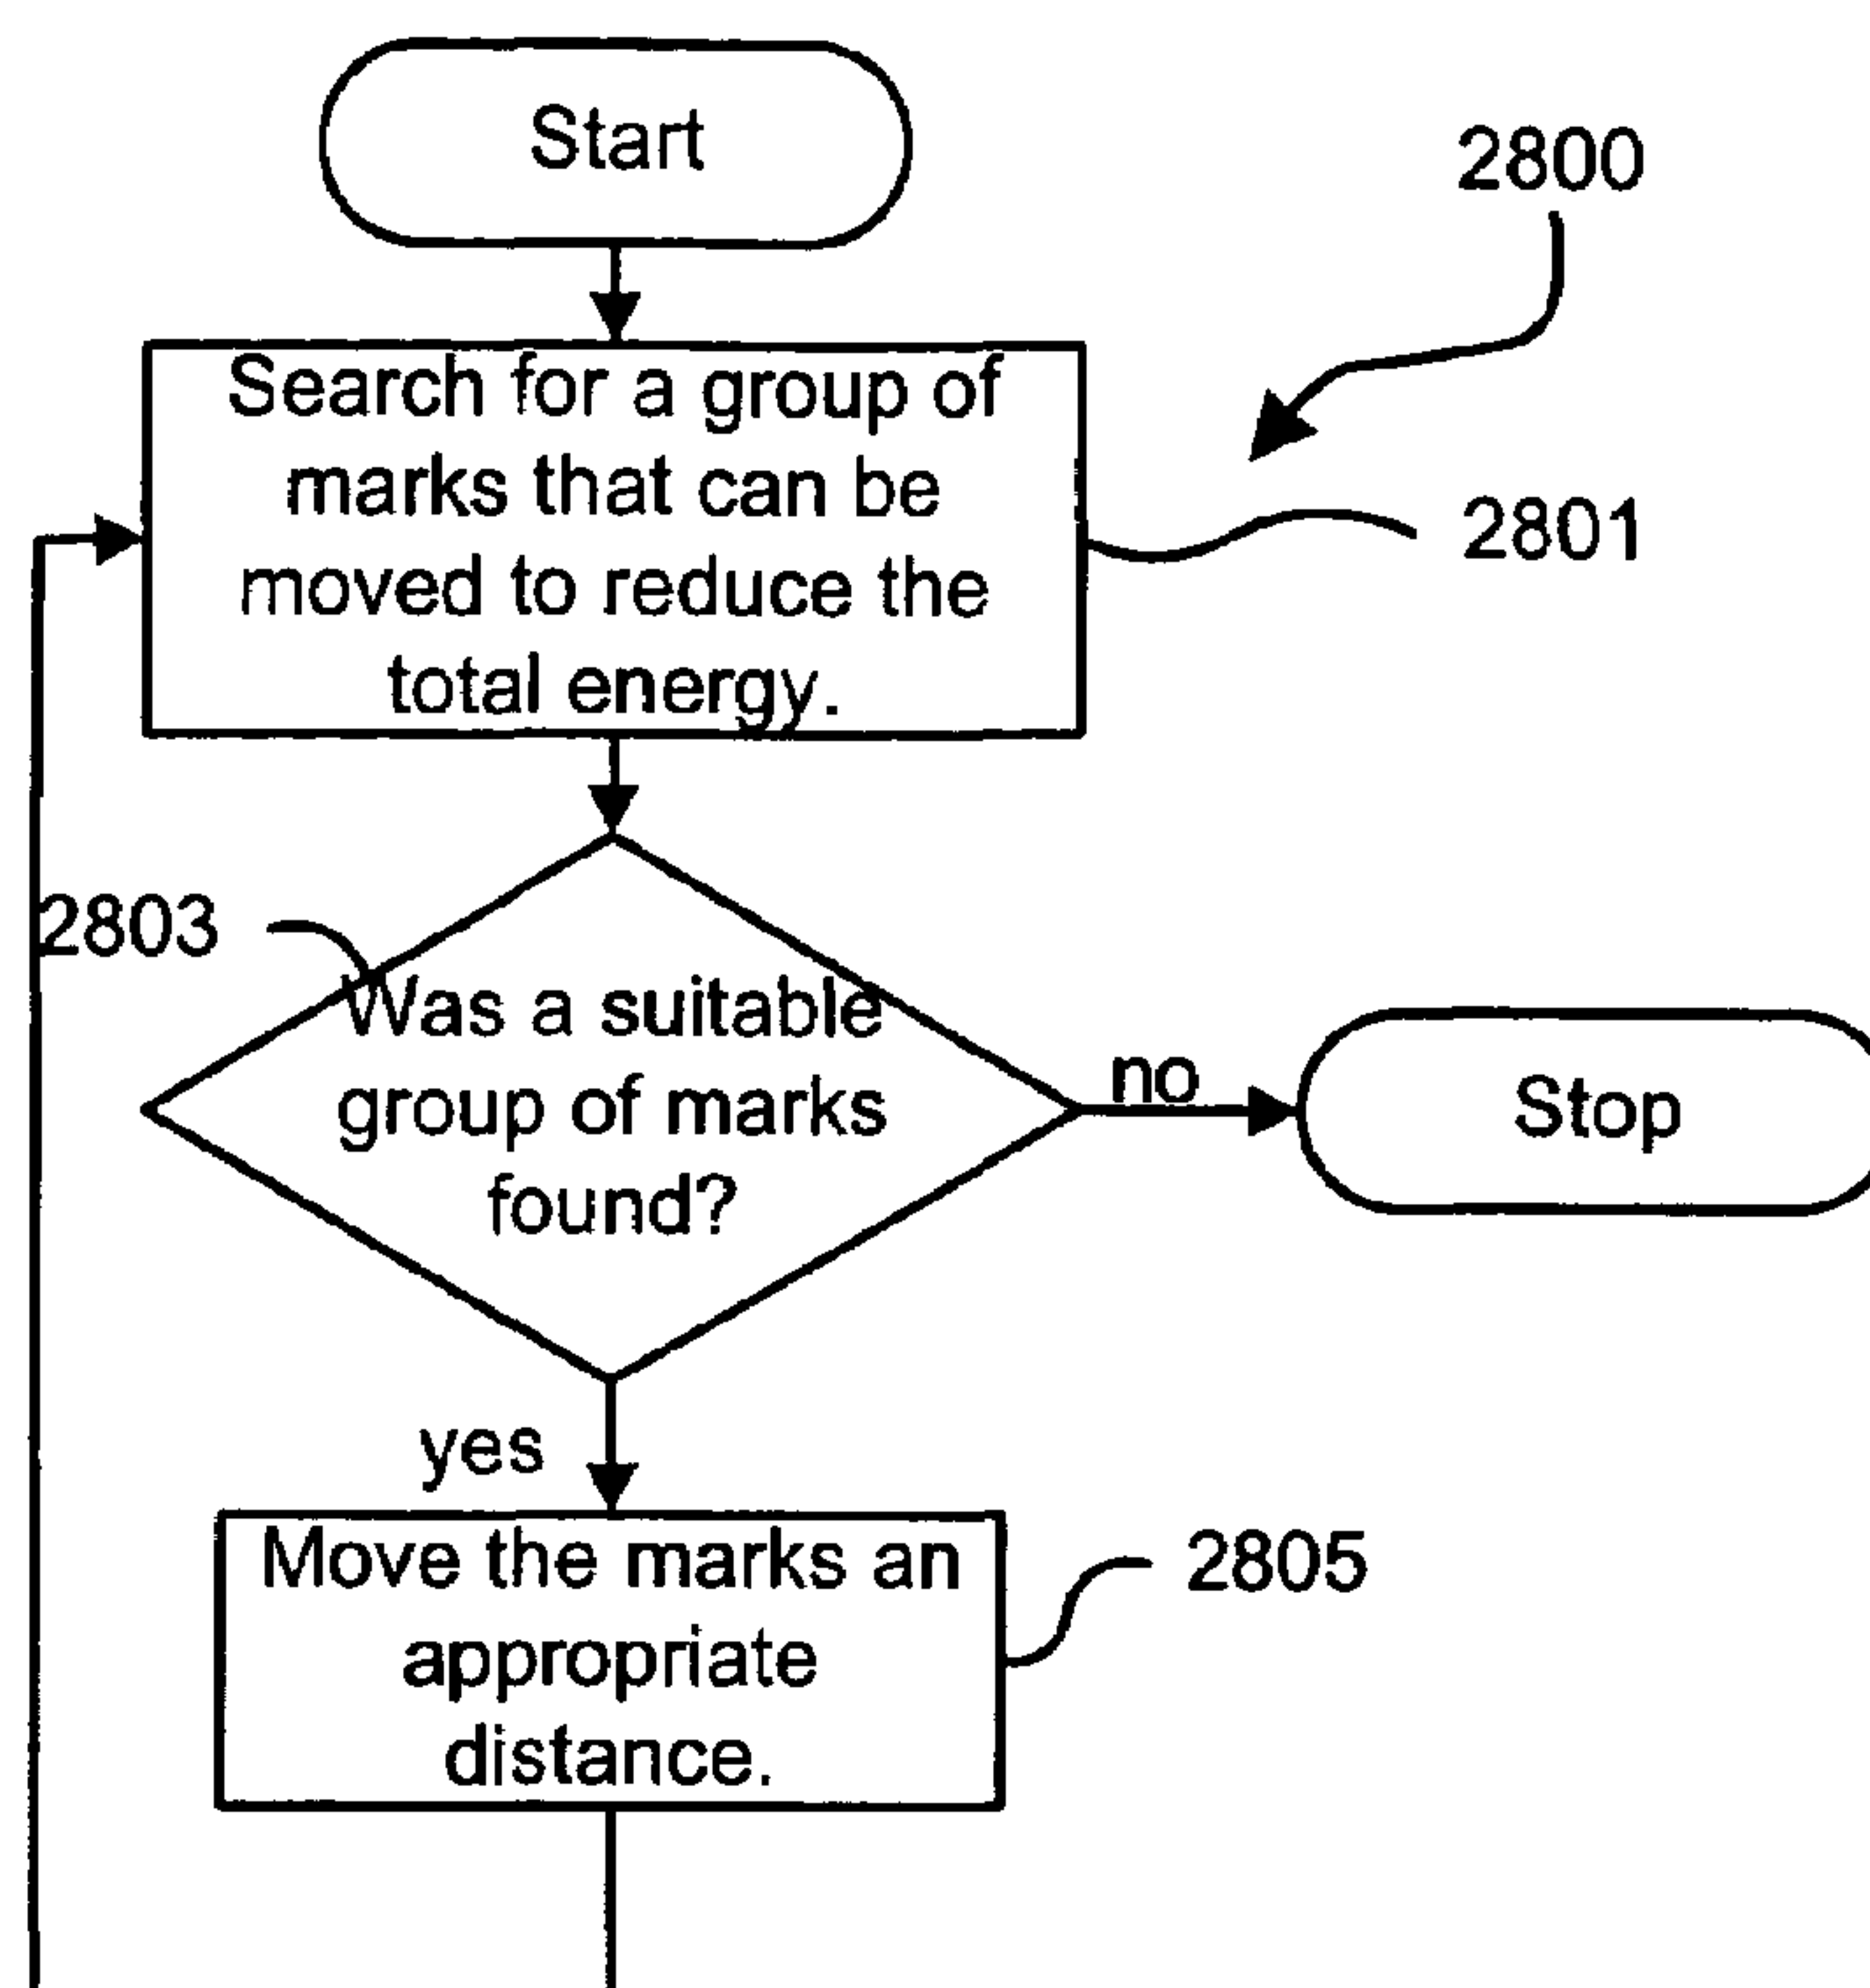 Start
2800
Search for a group of
marks that can be
moved to reduce the
total energy.
2801
2803
Was a suitable
group of marks
found?
no
Stop
yes
Move the marks an
appropriate
distance.
2805